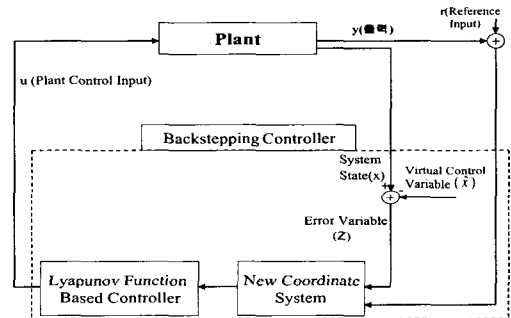 r(Reference
Input)
Plant
y(출력)
u (Plant Control Input)
Backstepping Controller
System
State(x)
Virtual Control
Variable (x̂)
Error Variable
(Z)
Lyapunov Function
Based Controller
New Coordinate
System